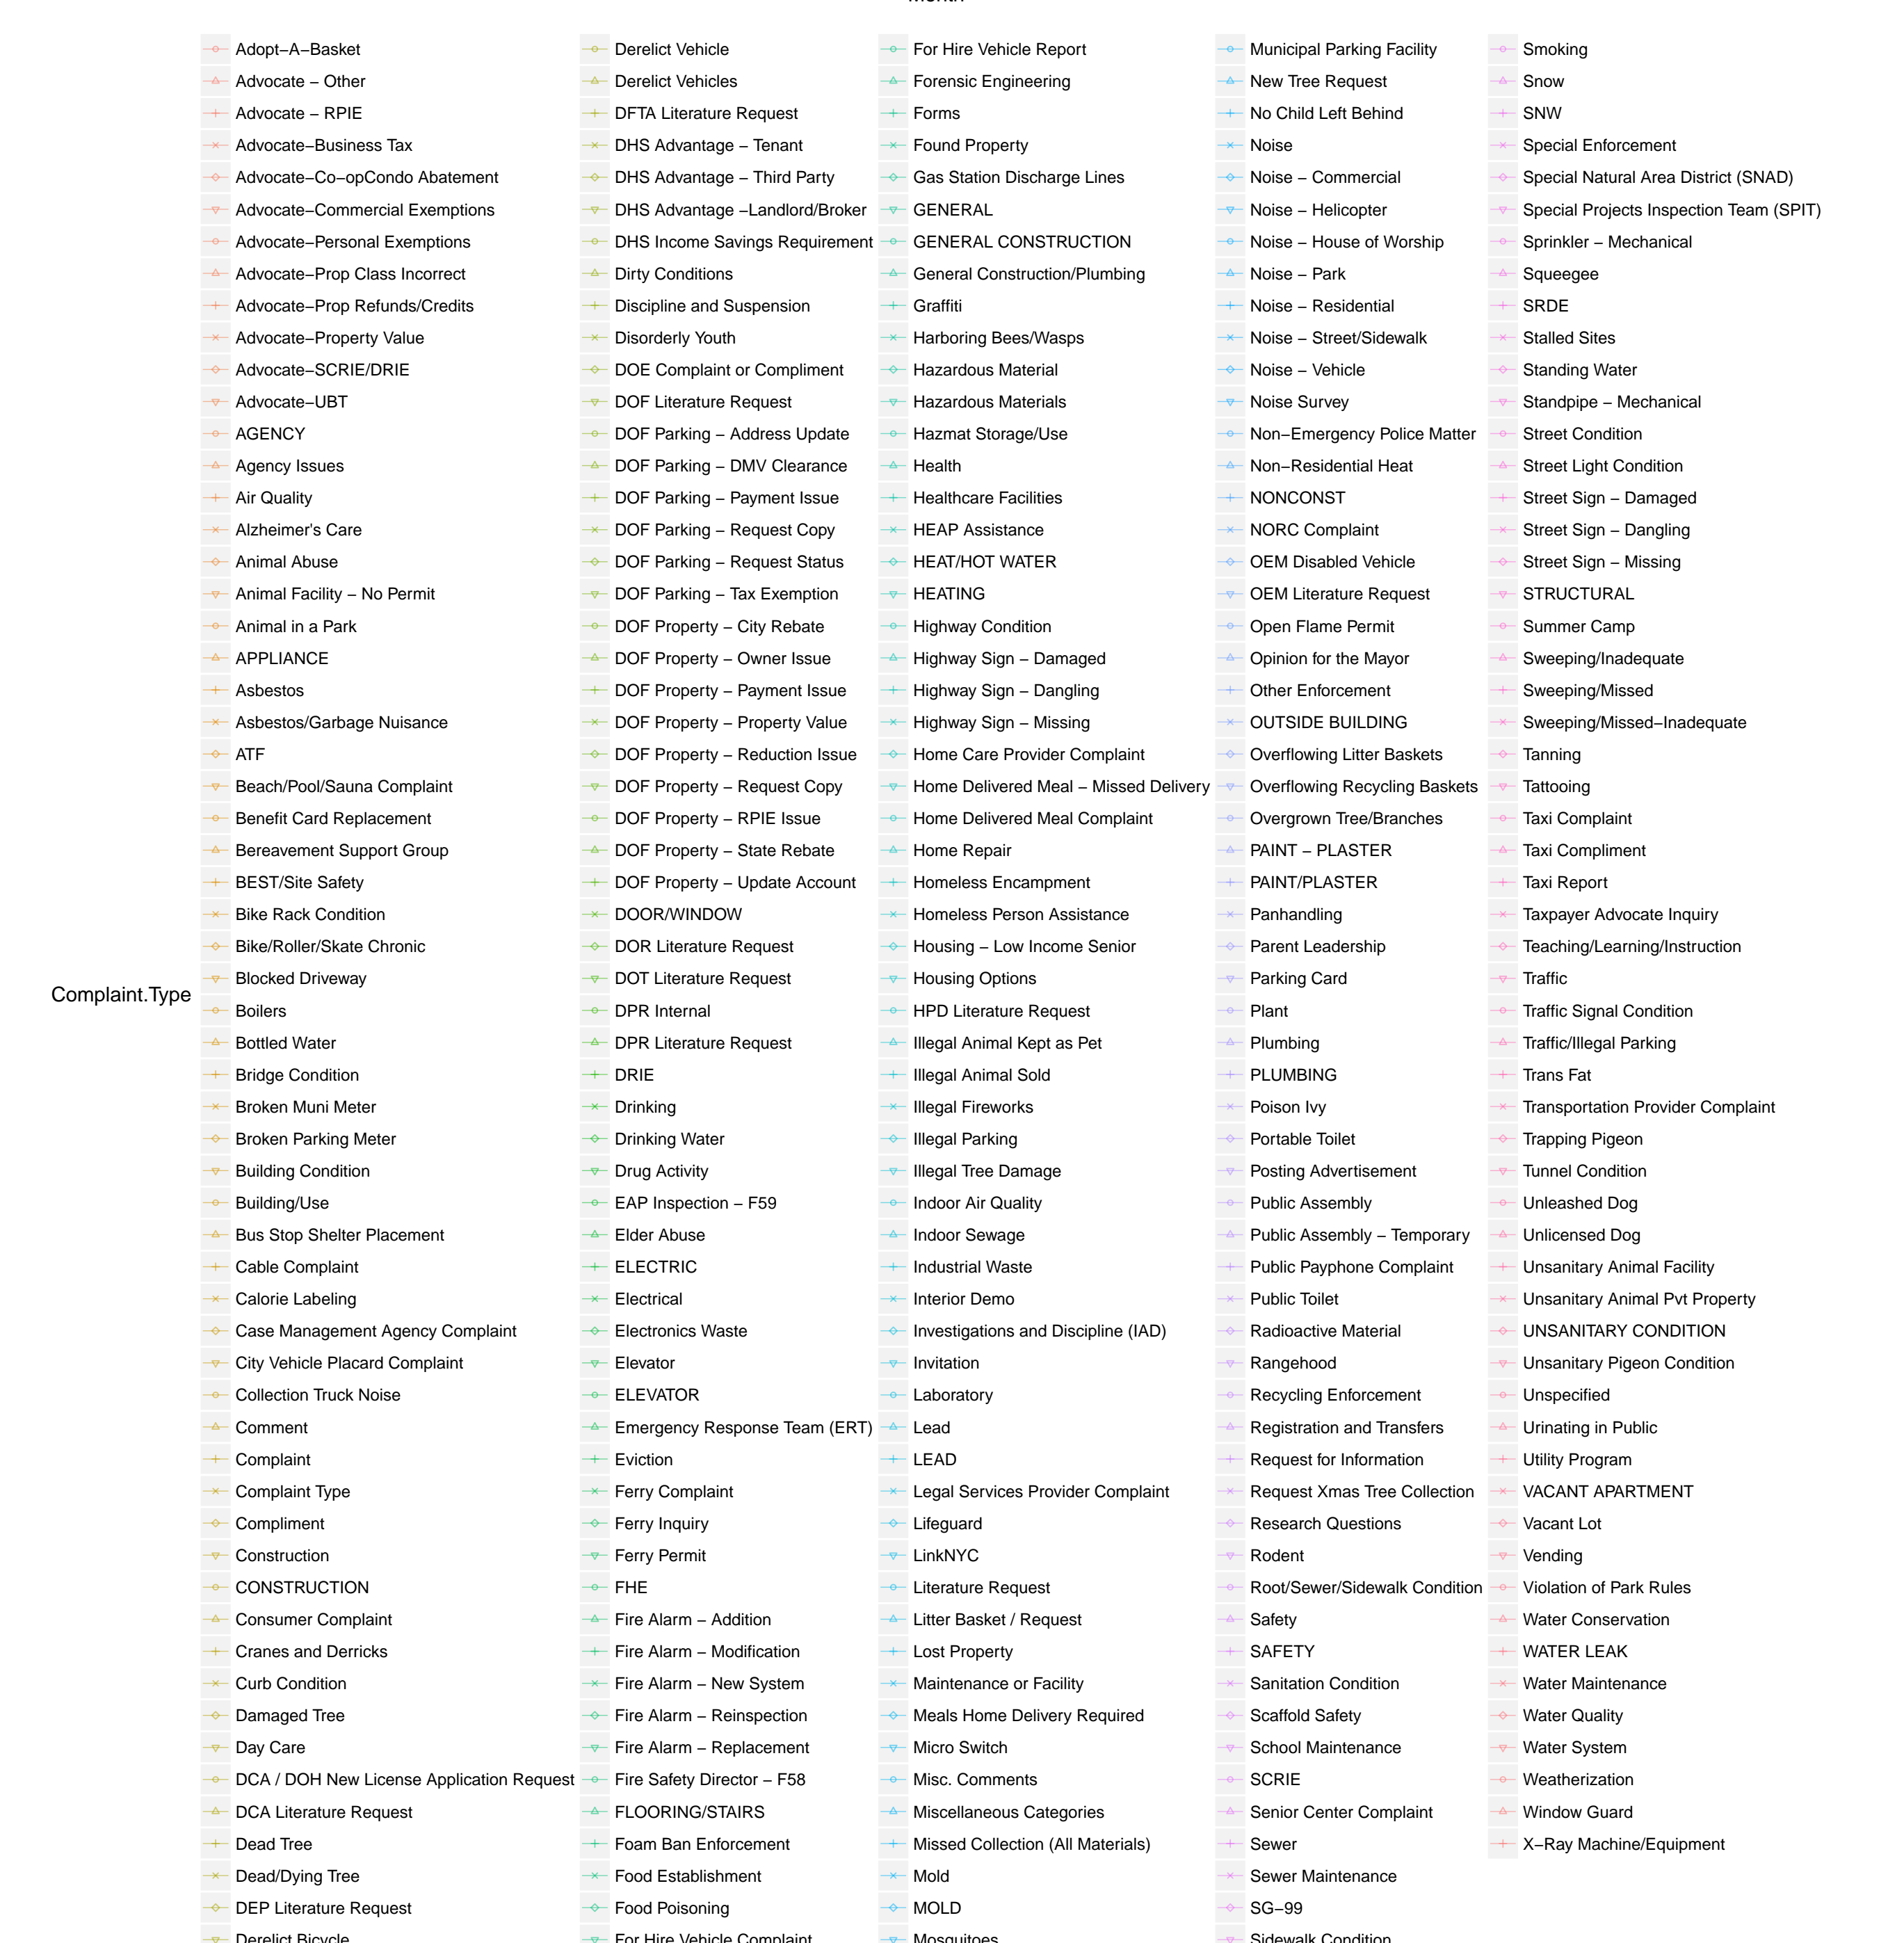 Month
Adopt−A−Basket
Advocate − Other
Advocate − RPIE
Advocate−Business Tax
Advocate−Co−opCondo Abatement
Advocate−Commercial Exemptions
Advocate−Personal Exemptions
Advocate−Prop Class Incorrect
Advocate−Prop Refunds/Credits
Advocate−Property Value
Advocate−SCRIE/DRIE
Advocate−UBT
AGENCY
Agency Issues
Air Quality
Alzheimer's Care
Animal Abuse
Animal Facility − No Permit
Animal in a Park
APPLIANCE
Asbestos
Asbestos/Garbage Nuisance
ATF
Beach/Pool/Sauna Complaint
Benefit Card Replacement
Bereavement Support Group
BEST/Site Safety
Bike Rack Condition
Bike/Roller/Skate Chronic
Blocked Driveway
Complaint.Type
Boilers
Bottled Water
Bridge Condition
Broken Muni Meter
Broken Parking Meter
Building Condition
Building/Use
Bus Stop Shelter Placement
Cable Complaint
Calorie Labeling
Case Management Agency Complaint
City Vehicle Placard Complaint
Collection Truck Noise
Comment
Complaint
Complaint Type
Compliment
Construction
CONSTRUCTION
Consumer Complaint
Cranes and Derricks
Curb Condition
Damaged Tree
Day Care
DCA / DOH New License Application Request
DCA Literature Request
Dead Tree
Dead/Dying Tree
DEP Literature Request
Derelict Bicycle
Derelict Vehicle
Derelict Vehicles
DFTA Literature Request
DHS Advantage − Tenant
DHS Advantage − Third Party
DHS Advantage −Landlord/Broker
DHS Income Savings Requirement
Dirty Conditions
Discipline and Suspension
Disorderly Youth
DOE Complaint or Compliment
DOF Literature Request
DOF Parking − Address Update
DOF Parking − DMV Clearance
DOF Parking − Payment Issue
DOF Parking − Request Copy
DOF Parking − Request Status
DOF Parking − Tax Exemption
DOF Property − City Rebate
DOF Property − Owner Issue
DOF Property − Payment Issue
DOF Property − Property Value
DOF Property − Reduction Issue
DOF Property − Request Copy
DOF Property − RPIE Issue
DOF Property − State Rebate
DOF Property − Update Account
DOOR/WINDOW
DOR Literature Request
DOT Literature Request
DPR Internal
DPR Literature Request
DRIE
Drinking
Drinking Water
Drug Activity
EAP Inspection − F59
Elder Abuse
ELECTRIC
Electrical
Electronics Waste
Elevator
ELEVATOR
Emergency Response Team (ERT)
Eviction
Ferry Complaint
Ferry Inquiry
Ferry Permit
FHE
Fire Alarm − Addition
Fire Alarm − Modification
Fire Alarm − New System
Fire Alarm − Reinspection
Fire Alarm − Replacement
Fire Safety Director − F58
FLOORING/STAIRS
Foam Ban Enforcement
Food Establishment
Food Poisoning
For Hire Vehicle Complaint
For Hire Vehicle Report
Forensic Engineering
Forms
Found Property
Gas Station Discharge Lines
GENERAL
GENERAL CONSTRUCTION
General Construction/Plumbing
Graffiti
Harboring Bees/Wasps
Hazardous Material
Hazardous Materials
Hazmat Storage/Use
Health
Healthcare Facilities
HEAP Assistance
HEAT/HOT WATER
HEATING
Highway Condition
Highway Sign − Damaged
Highway Sign − Dangling
Highway Sign − Missing
Home Care Provider Complaint
Home Delivered Meal − Missed Delivery
Home Delivered Meal Complaint
Home Repair
Homeless Encampment
Homeless Person Assistance
Housing − Low Income Senior
Housing Options
HPD Literature Request
Illegal Animal Kept as Pet
Illegal Animal Sold
Illegal Fireworks
Illegal Parking
Illegal Tree Damage
Indoor Air Quality
Indoor Sewage
Industrial Waste
Interior Demo
Investigations and Discipline (IAD)
Invitation
Laboratory
Lead
LEAD
Legal Services Provider Complaint
Lifeguard
LinkNYC
Literature Request
Litter Basket / Request
Lost Property
Maintenance or Facility
Meals Home Delivery Required
Micro Switch
Misc. Comments
Miscellaneous Categories
Missed Collection (All Materials)
Mold
MOLD
Mosquitoes
Municipal Parking Facility
New Tree Request
No Child Left Behind
Noise
Noise − Commercial
Noise − Helicopter
Noise − House of Worship
Noise − Park
Noise − Residential
Noise − Street/Sidewalk
Noise − Vehicle
Noise Survey
Non−Emergency Police Matter
Non−Residential Heat
NONCONST
NORC Complaint
OEM Disabled Vehicle
OEM Literature Request
Open Flame Permit
Opinion for the Mayor
Other Enforcement
OUTSIDE BUILDING
Overflowing Litter Baskets
Overflowing Recycling Baskets
Overgrown Tree/Branches
PAINT − PLASTER
PAINT/PLASTER
Panhandling
Parent Leadership
Parking Card
Plant
Plumbing
PLUMBING
Poison Ivy
Portable Toilet
Posting Advertisement
Public Assembly
Public Assembly − Temporary
Public Payphone Complaint
Public Toilet
Radioactive Material
Rangehood
Recycling Enforcement
Registration and Transfers
Request for Information
Request Xmas Tree Collection
Research Questions
Rodent
Root/Sewer/Sidewalk Condition
Safety
SAFETY
Sanitation Condition
Scaffold Safety
School Maintenance
SCRIE
Senior Center Complaint
Sewer
Sewer Maintenance
SG−99
Sidewalk Condition
Smoking
Snow
SNW
Special Enforcement
Special Natural Area District (SNAD)
Special Projects Inspection Team (SPIT)
Sprinkler − Mechanical
Squeegee
SRDE
Stalled Sites
Standing Water
Standpipe − Mechanical
Street Condition
Street Light Condition
Street Sign − Damaged
Street Sign − Dangling
Street Sign − Missing
STRUCTURAL
Summer Camp
Sweeping/Inadequate
Sweeping/Missed
Sweeping/Missed−Inadequate
Tanning
Tattooing
Taxi Complaint
Taxi Compliment
Taxi Report
Taxpayer Advocate Inquiry
Teaching/Learning/Instruction
Traffic
Traffic Signal Condition
Traffic/Illegal Parking
Trans Fat
Transportation Provider Complaint
Trapping Pigeon
Tunnel Condition
Unleashed Dog
Unlicensed Dog
Unsanitary Animal Facility
Unsanitary Animal Pvt Property
UNSANITARY CONDITION
Unsanitary Pigeon Condition
Unspecified
Urinating in Public
Utility Program
VACANT APARTMENT
Vacant Lot
Vending
Violation of Park Rules
Water Conservation
WATER LEAK
Water Maintenance
Water Quality
Water System
Weatherization
Window Guard
X−Ray Machine/Equipment